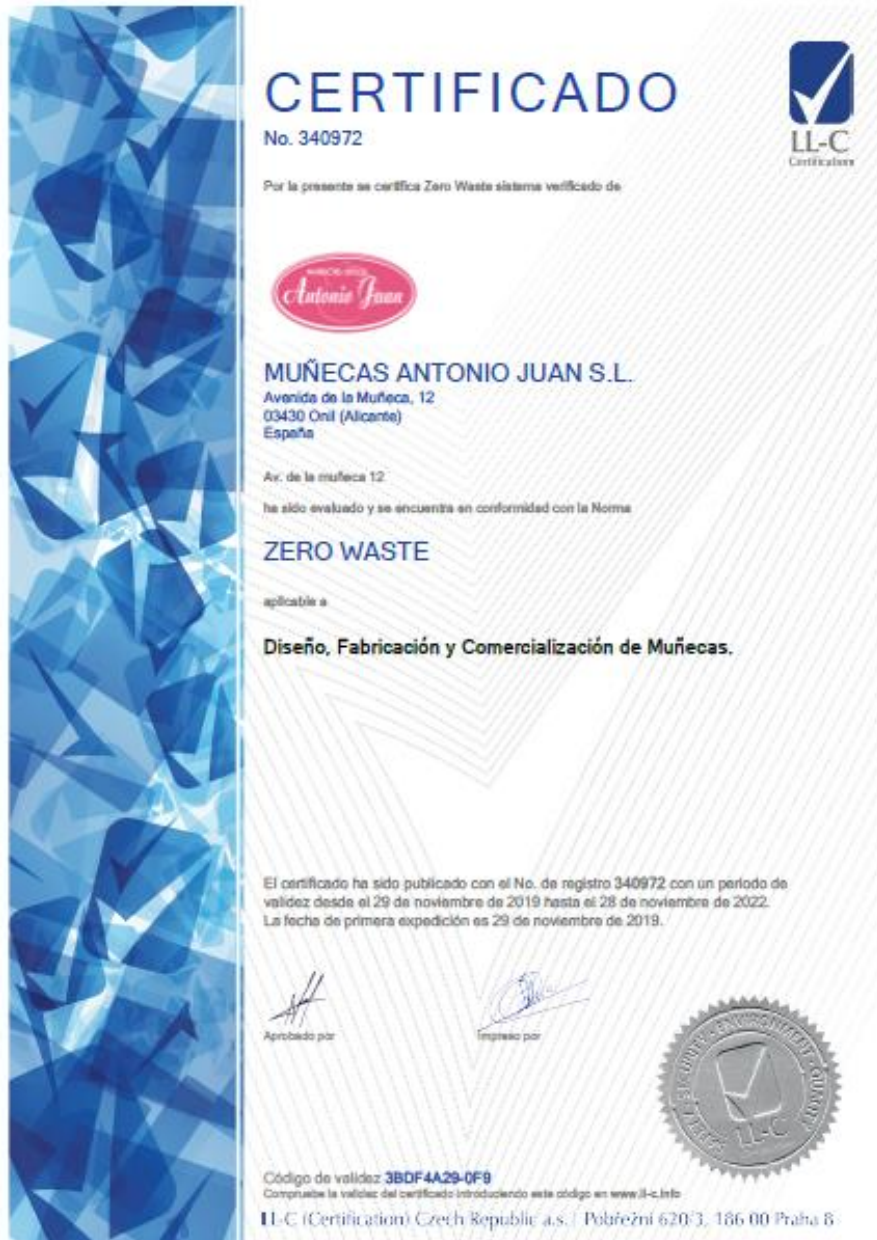 CERTIFICADO
No. 340972
LL-C
Certification
Por la presente se certifica Zero Waste sistema verificado de
Antonio Juan
MUÑECAS ANTONIO JUAN S.L.
Avenida de la Muñeca, 12
03430 Onil (Alicante)
España
Av. de la muñeca 12
ha sido evaluado y se encuentra en conformidad con la Norma
ZERO WASTE
aplicable a
Diseño, Fabricación y Comercialización de Muñecas.
El certificado ha sido publicado con el No. de registro 340972 con un periodo de
validez desde el 29 de noviembre de 2019 hasta el 28 de noviembre de 2022.
La fecha de primera expedición es 29 de noviembre de 2019.
Aprobado por
Impreso por
ENVIRONMENT
LL-C
Código de validez 3BDF4A29-0F9
Compruebe la validez del certificado introduciendo este código en www.ll-c.info
LL-C (Certification) Czech Republic a.s. | Pobřežní 620/3, 186 00 Praha 8